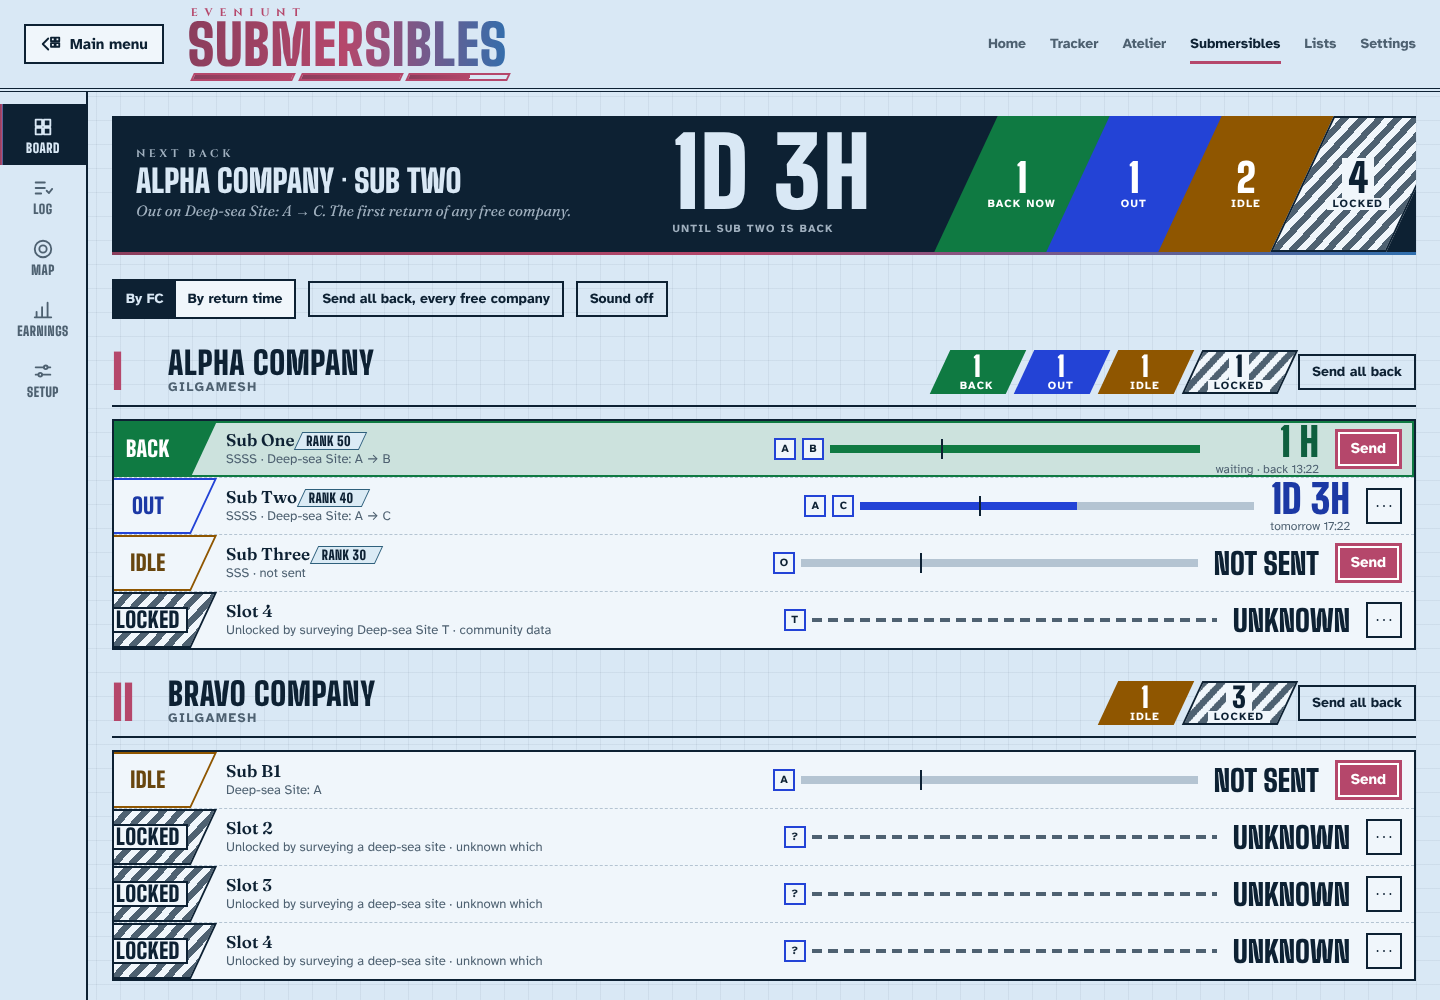 Main menu
EVENIUNT
SUBMERSIBLES
Home Tracker Atelier Submersibles Lists Settings
BOARD
LOG
MAP
EARNINGS
SETUP
NEXT BACK
ALPHA COMPANY · SUB TWO
Out on Deep-sea Site: A → C. The first return of any free company.
1D 3H
UNTIL SUB TWO IS BACK
1
BACK NOW
1
OUT
2
IDLE
4
LOCKED
By FC By return time Send all back, every free company Sound off
ALPHA COMPANY
GILGAMESH
1
BACK
1
OUT
1
IDLE
1
LOCKED
Send all back
BACK
Sub One RANK 50
SSSS · Deep-sea Site: A → B
A B
1 H
waiting · back 13:22
Send
OUT
Sub Two RANK 40
SSSS · Deep-sea Site: A → C
A C
1D 3H
tomorrow 17:22
...
IDLE
Sub Three RANK 30
SSS · not sent
O
NOT SENT
Send
LOCKED
Slot 4
Unlocked by surveying Deep-sea Site T · community data
T
UNKNOWN
...
BRAVO COMPANY
GILGAMESH
1
IDLE
3
LOCKED
Send all back
IDLE
Sub B1
Deep-sea Site: A
A
NOT SENT
Send
LOCKED
Slot 2
Unlocked by surveying a deep-sea site · unknown which
?
UNKNOWN
...
LOCKED
Slot 3
Unlocked by surveying a deep-sea site · unknown which
?
UNKNOWN
...
LOCKED
Slot 4
Unlocked by surveying a deep-sea site · unknown which
?
UNKNOWN
...